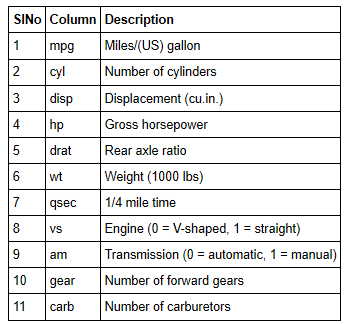 SlNo Column Description
1 mpg Miles/(US) gallon
2 cyl Number of cylinders
3 disp Displacement (cu.in.)
4 hp Gross horsepower
5 drat Rear axle ratio
6 wt Weight (1000 lbs)
7 qsec 1/4 mile time
8 vs Engine (0 = V-shaped, 1 = straight)
9 am Transmission (0 = automatic, 1 = manual)
10 gear Number of forward gears
11 carb Number of carburetors